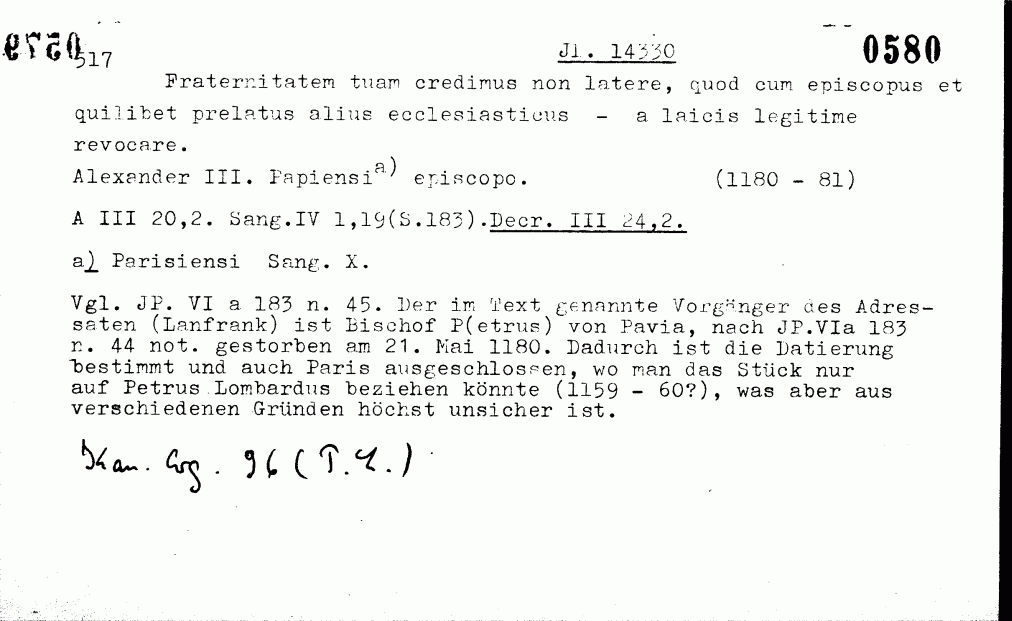 517 Jl. 14330 0580
Fraternitatem tuam credimus non latere, quod cum episcopus et
quilibet prelatus alius ecclesiasticus - a laicis legitime
revocare.
Alexander III. Papiensi a) episcopo. (1180 - 81)
A III 20,2. Sang.IV 1,19(S.183).Decr. III 24,2.
a) Parisiensi Sang. X.
Vgl. JP. VI a 183 n. 45. Der im Text genannte Vorgänger des Adres-
saten (Lanfrank) ist Bischof P(etrus) von Pavia, nach JP.VIa 183
n. 44 not. gestorben am 21. Mai 1180. Dadurch ist die Datierung
bestimmt und auch Paris ausgeschlossen, wo man das Stück nur
auf Petrus Lombardus beziehen könnte (1159 - 60?), was aber aus
verschiedenen Gründen höchst unsicher ist.
96